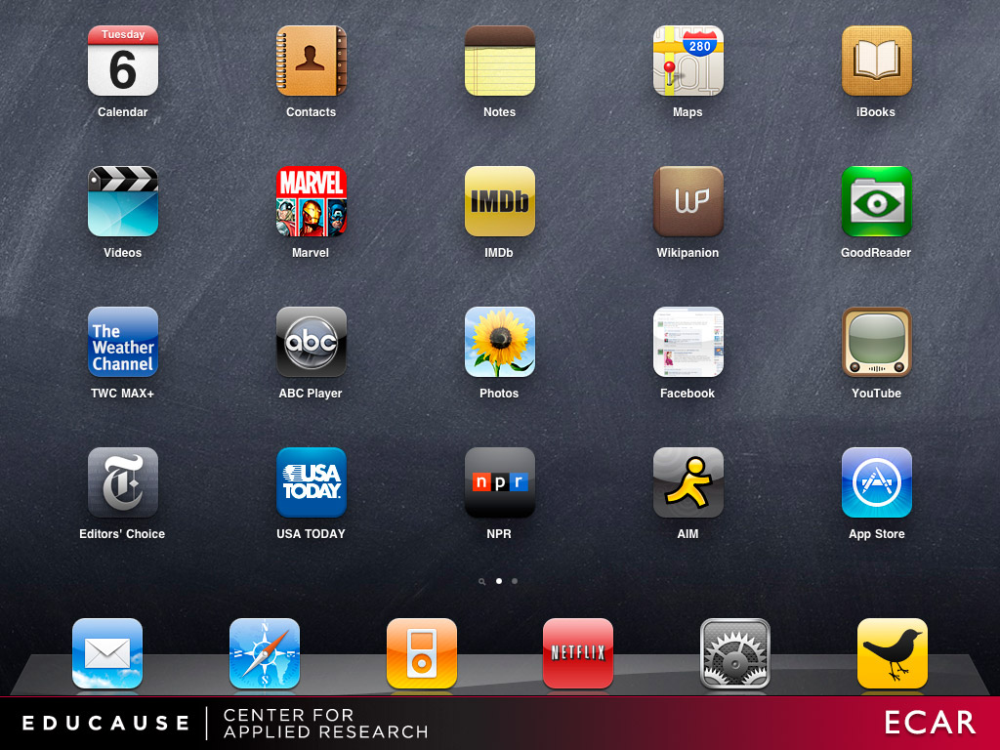 Tuesday
6
Calendar
Contacts
Notes
280
Maps
iBooks
Videos
MARVEL
Marvel
IMDb
IMDb
WP
Wikipanion
GoodReader
The
Weather
Channel
TWC MAX+
abc
ABC Player
Photos
Facebook
YouTube
T
Editors' Choice
USA
TODAY
USA TODAY
npr
NPR
AIM
App Store
N
S
NETFLIX
EDUCAUSE
CENTER FOR
APPLIED RESEARCH
ECAR